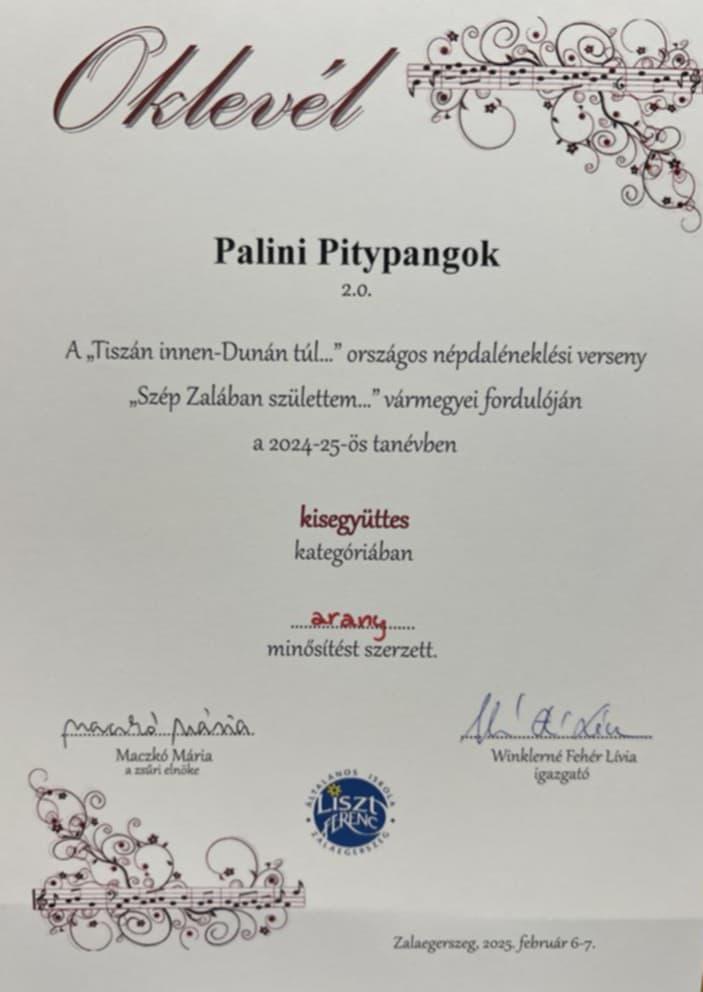 Oklevél
Palini Pitypangok
2.0.
A „Tiszán innen-Dunán túl...” országos népdaléneklési verseny
„Szép Zalában születtem...” vármegyei fordulóján
a 2024-25-ös tanévben
kisegyüttes
kategóriában
arany
minősítést szerzett.
Maczkó Mária
Maczkó Mária
a zsűri elnöke
Winklerné Fehér Lívia
igazgató
ÁLTALÁNOS ISKOLA
LISZT
FERENC
ZALAEGERSZEG
Zalaegerszeg, 2025. február 6-7.